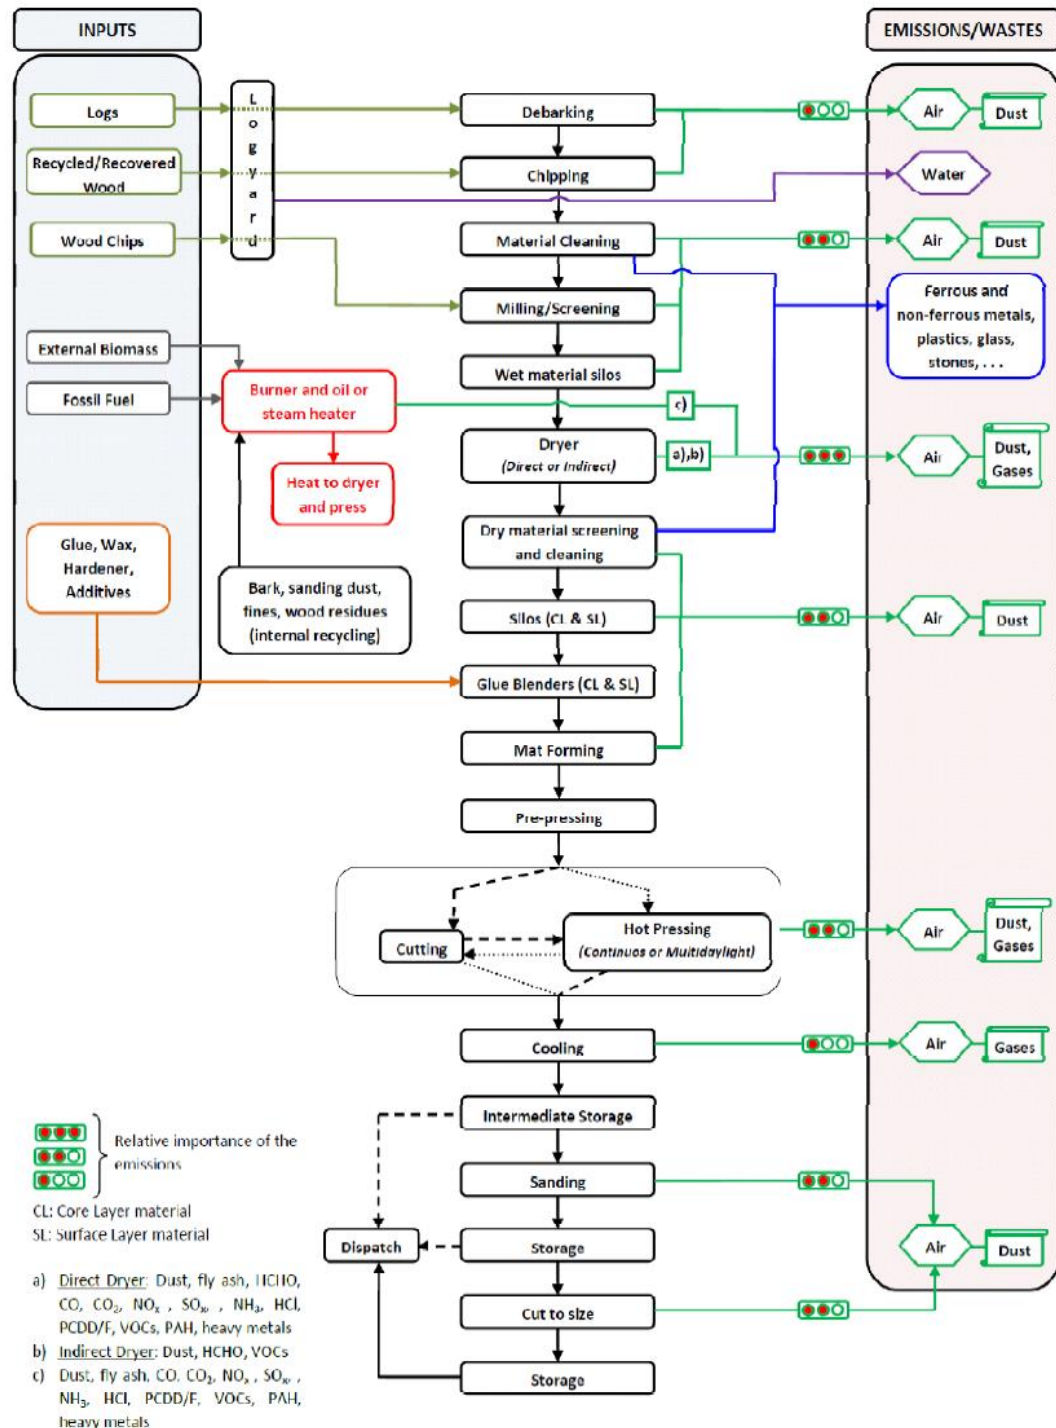 INPUTS
EMISSIONS/WASTES
Logs
Recycled/Recovered
Wood
Wood Chips
Logyard
External Biomass
Fossil Fuel
Glue, Wax,
Hardener,
Additives
Burner and oil or
steam heater
Heat to dryer
and press
Bark, sanding dust,
fines, wood residues
(internal recycling)
Debarking
Chipping
Material Cleaning
Milling/Screening
Wet material silos
Dryer
(Direct or Indirect)
c)
a),b)
Dry material screening
and cleaning
Silos (CL & SL)
Glue Blenders (CL & SL)
Mat Forming
Pre-pressing
Cutting
Hot Pressing
(Continuos or Multidaylight)
Cooling
Intermediate Storage
Sanding
Dispatch
Storage
Cut to size
Storage
Air
Dust
Water
Air
Dust
Ferrous and
non-ferrous metals,
plastics, glass,
stones, . . .
Air
Dust,
Gases
Air
Dust
Air
Dust,
Gases
Air
Gases
Air
Dust
Relative importance of the
emissions
CL: Core Layer material
SL: Surface Layer material
a) Direct Dryer: Dust, fly ash, HCHO,
CO, CO₂, NOₓ , SOₓ, , NH₃, HCl,
PCDD/F, VOCs, PAH, heavy metals
b) Indirect Dryer: Dust, HCHO, VOCs
c) Dust, fly ash, CO, CO₂, NOₓ , SOₓ, ,
NH₃, HCl, PCDD/F, VOCs, PAH,
heavy metals